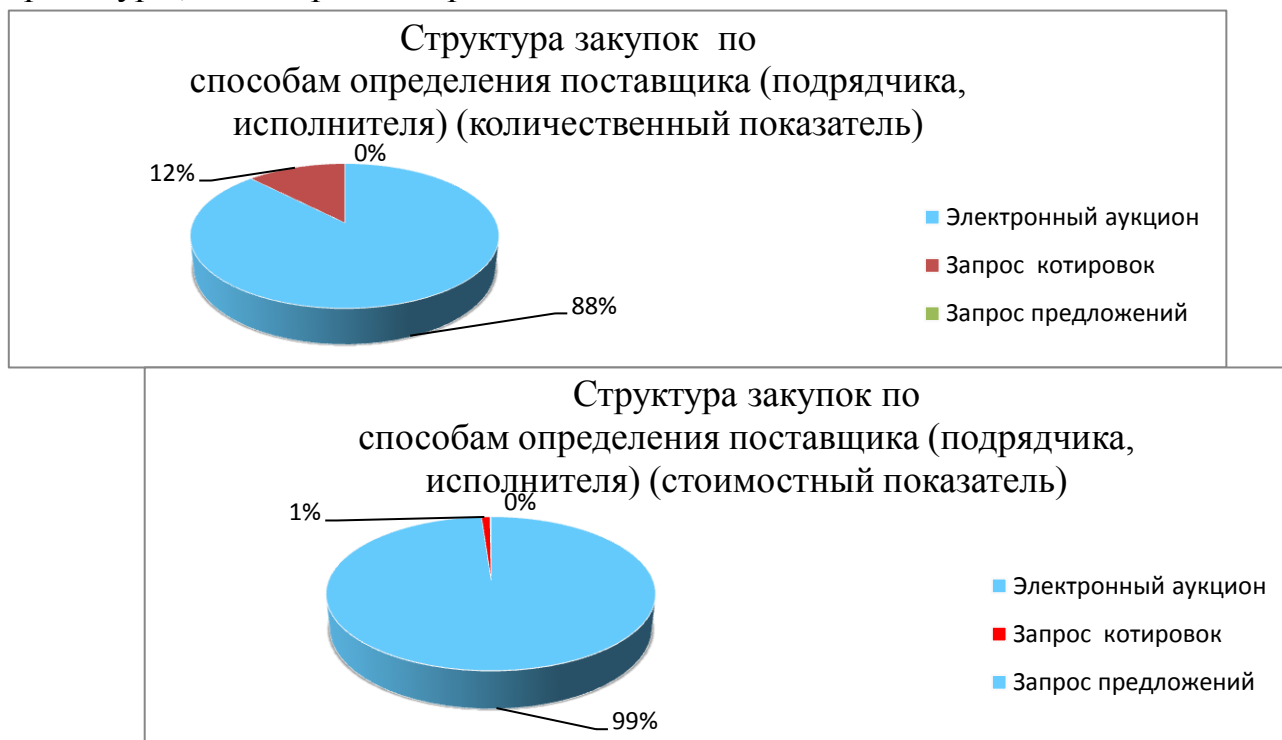 Структура закупок по
способам определения поставщика (подрядчика,
исполнителя) (количественный показатель)
0%
12%
88%
Электронный аукцион
Запрос котировок
Запрос предложений
Структура закупок по
способам определения поставщика (подрядчика,
исполнителя) (стоимостный показатель)
1%
0%
99%
Электронный аукцион
Запрос котировок
Запрос предложений